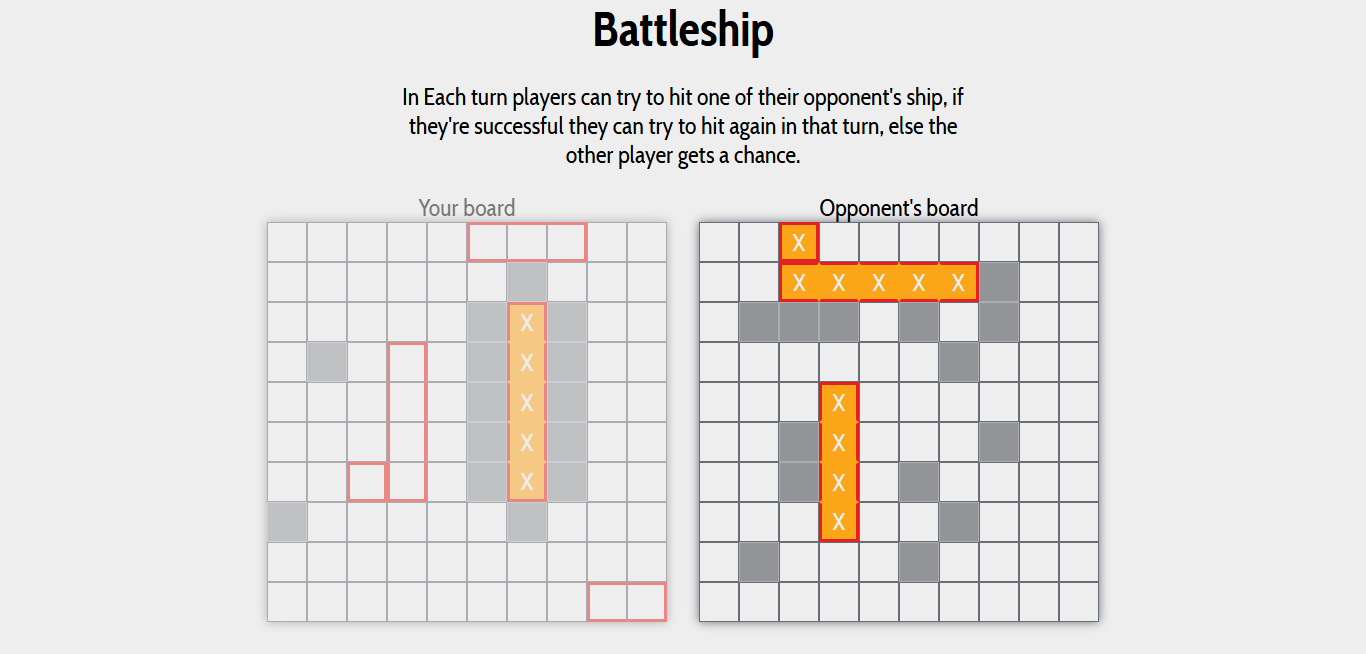 Battleship
In Each turn players can try to hit one of their opponent's ship, if
they're successful they can try to hit again in that turn, else the
other player gets a chance.
Your board
Opponent's board
X
X X X X X
X
X
X
X
X
X
X
X
X